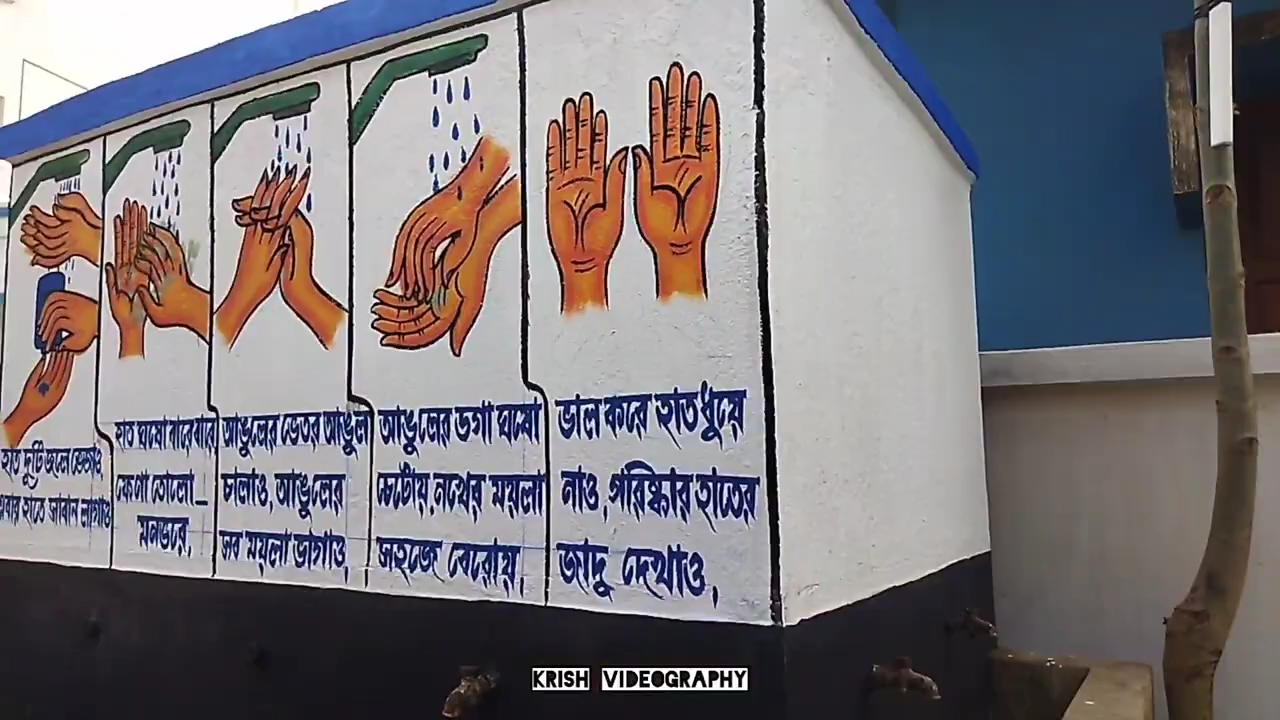 হাত দুটি জলে ভেজাও,
এবার হাতে সাবান লাগাও
হাত ঘষো বারে বারে
ফেণা তোলো_
মনভরে,
আঙুলের ভেতর আঙুল
চালাও, আঙুলের
সব ময়লা ভাগাও,
আঙুলের ডগা ঘষো
চেটোয়, নখের ময়লা
সহজে বেরোয়,
ভাল করে হাত ধুয়ে
নাও, পরিষ্কার হাতের
জাদু দেখাও,
KRISH VIDEOGRAPHY